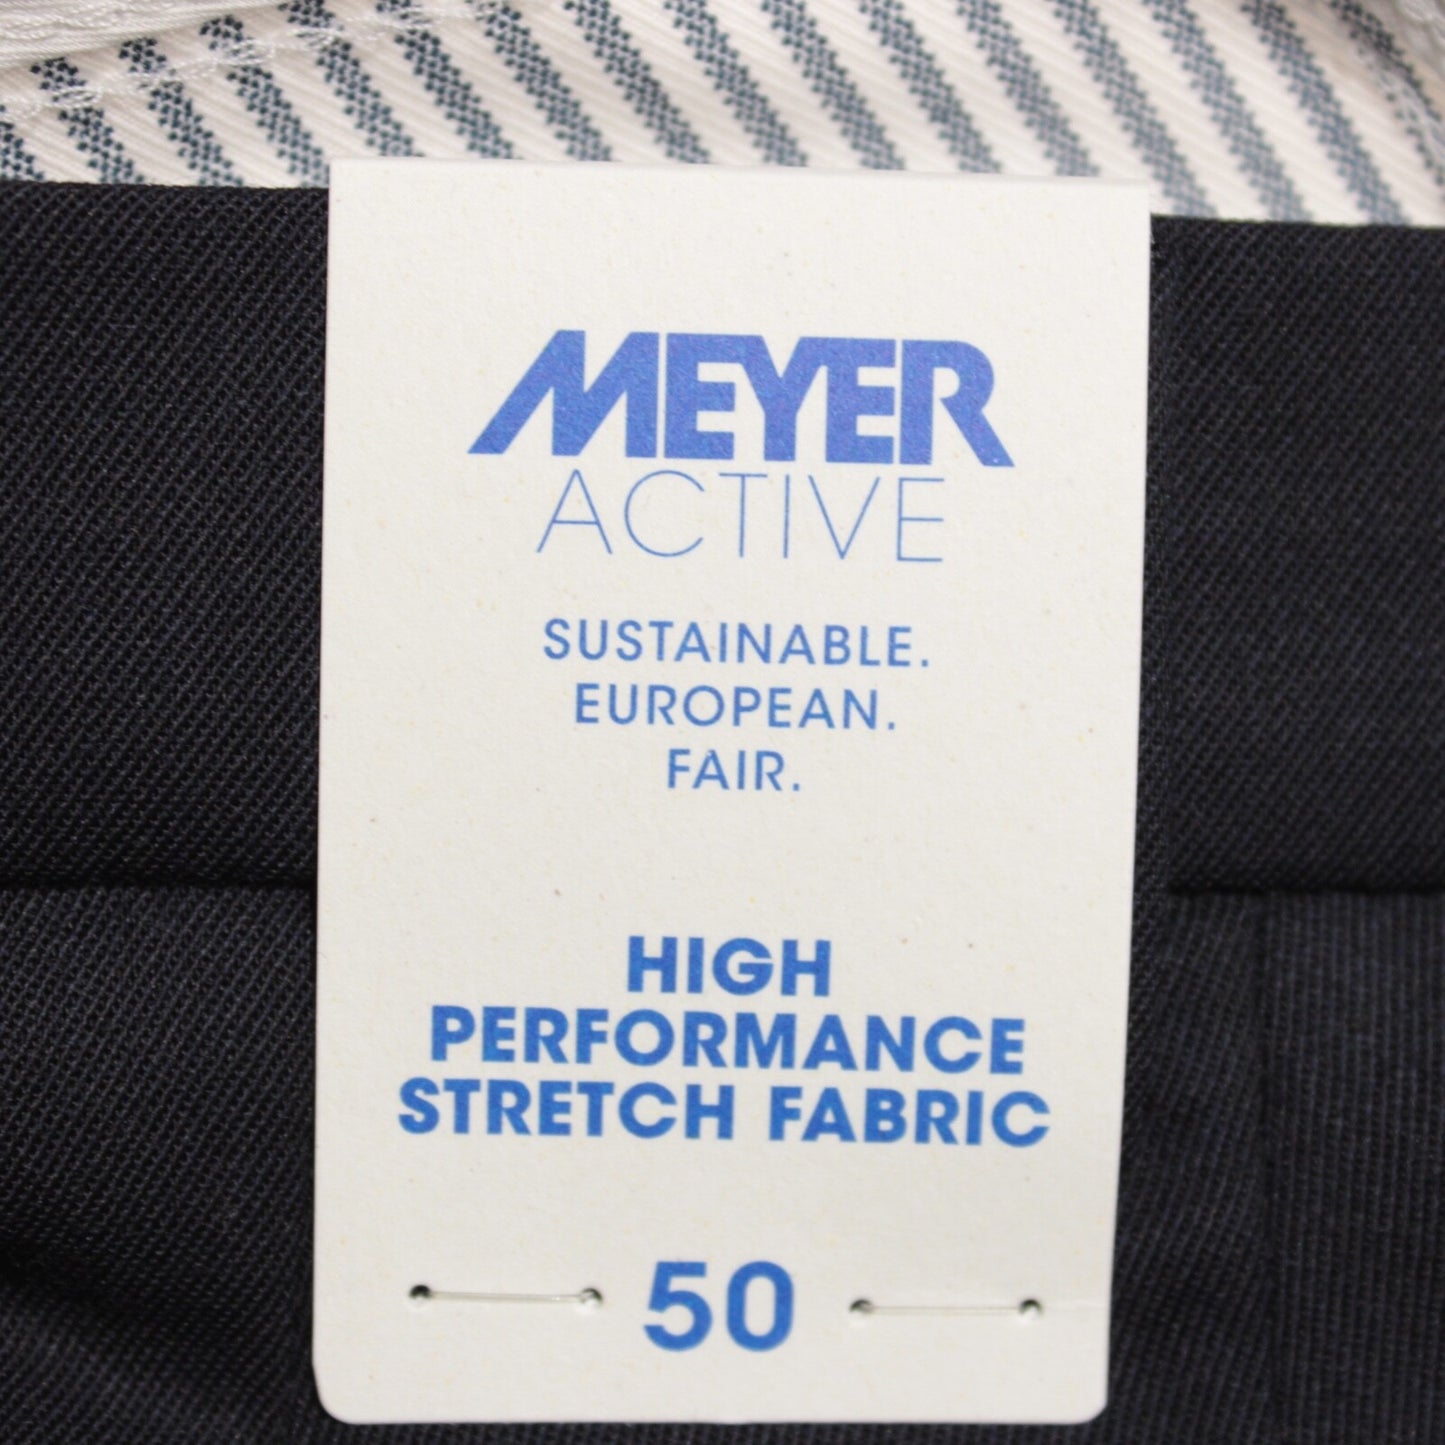 MEYER
ACTIVE
SUSTAINABLE.
EUROPEAN.
FAIR.
HIGH
PERFORMANCE
STRETCH FABRIC
50